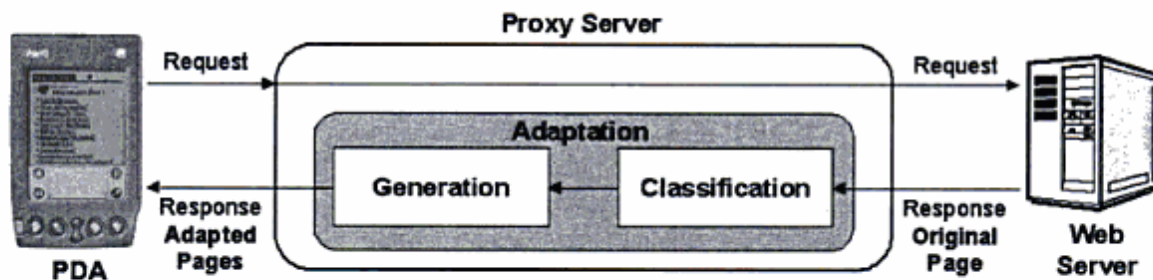 Proxy Server
Request
Request
Adaptation
Generation
Classification
Response
Adapted
Pages
Response
Original
Page
PDA
Web
Server